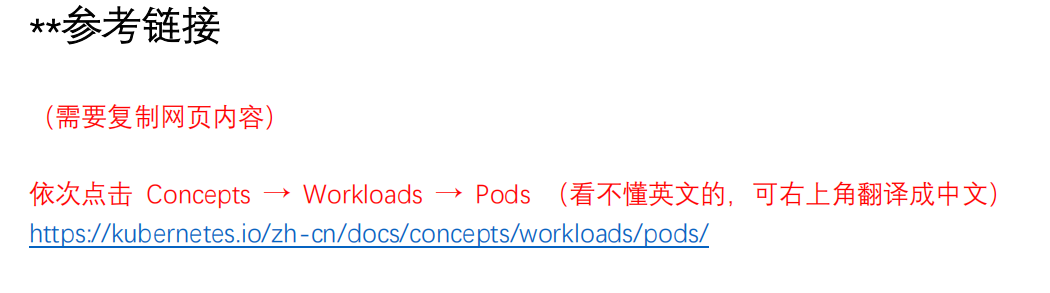 **参考链接
（需要复制网页内容）
依次点击 Concepts → Workloads → Pods （看不懂英文的，可右上角翻译成中文）
https://kubernetes.io/zh-cn/docs/concepts/workloads/pods/